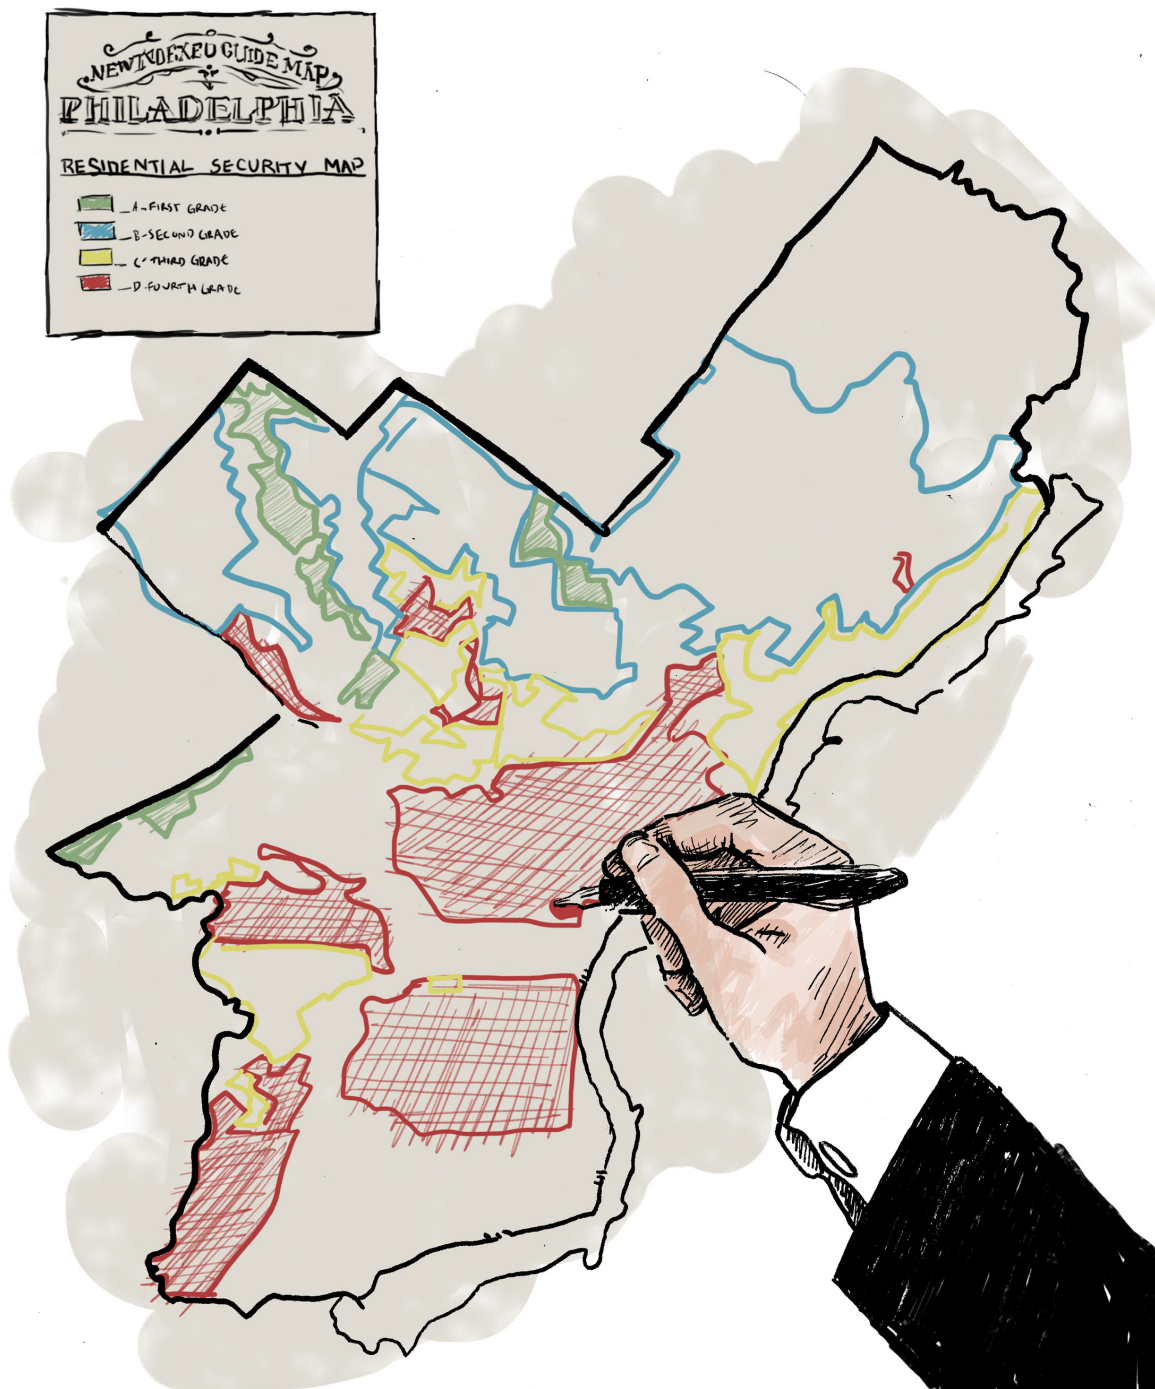 NEW INDEXED GUIDE MAP
PHILADELPHIA
RESIDENTIAL SECURITY MAP
A-FIRST GRADE
B-SECOND GRADE
C-THIRD GRADE
D-FOURTH GRADE